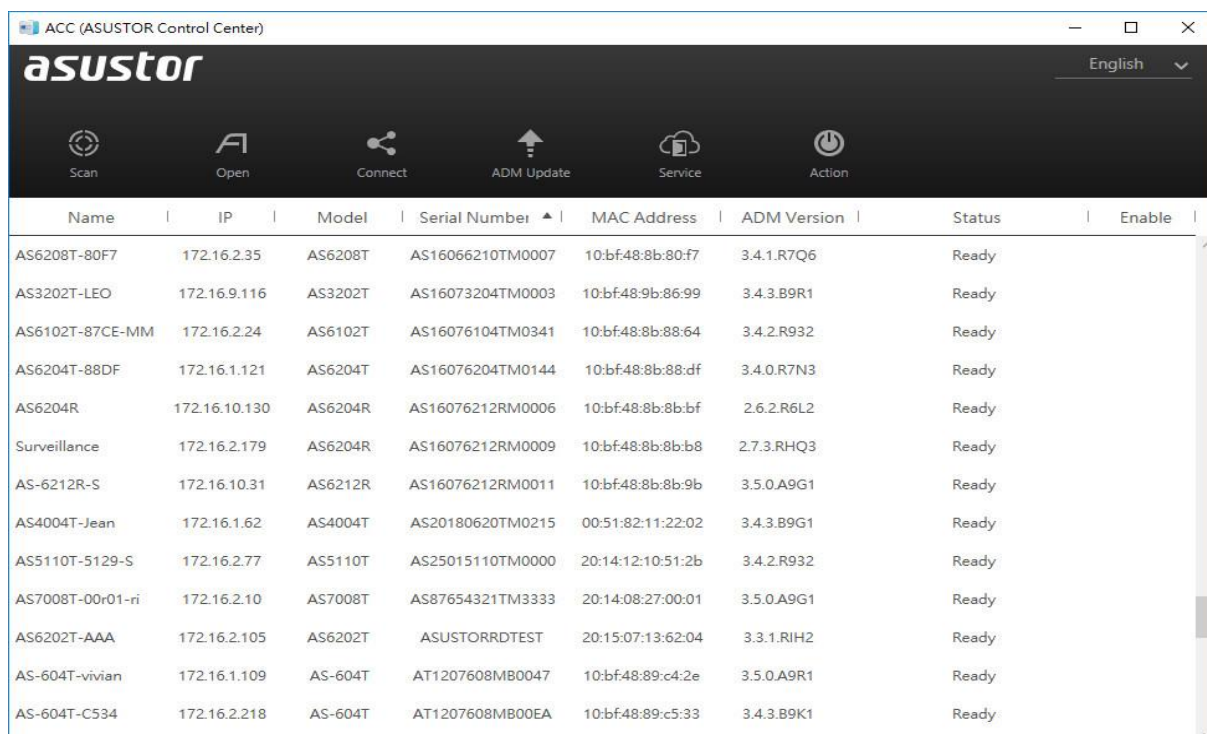 ACC (ASUSTOR Control Center)
asustor
English
Scan Open Connect ADM Update Service Action
Name IP Model Serial Number MAC Address ADM Version Status Enable
AS6208T-80F7 172.16.2.35 AS6208T AS16066210TM0007 10:bf:48:8b:80:f7 3.4.1.R7Q6 Ready
AS3202T-LEO 172.16.9.116 AS3202T AS16073204TM0003 10:bf:48:9b:86:99 3.4.3.B9R1 Ready
AS6102T-87CE-MM 172.16.2.24 AS6102T AS16076104TM0341 10:bf:48:8b:88:64 3.4.2.R932 Ready
AS6204T-88DF 172.16.1.121 AS6204T AS16076204TM0144 10:bf:48:8b:88:df 3.4.0.R7N3 Ready
AS6204R 172.16.10.130 AS6204R AS16076212RM0006 10:bf:48:8b:8b:bf 2.6.2.R6L2 Ready
Surveillance 172.16.2.179 AS6204R AS16076212RM0009 10:bf:48:8b:8b:b8 2.7.3.RHQ3 Ready
AS-6212R-S 172.16.10.31 AS6212R AS16076212RM0011 10:bf:48:8b:8b:9b 3.5.0.A9G1 Ready
AS4004T-Jean 172.16.1.62 AS4004T AS20180620TM0215 00:51:82:11:22:02 3.4.3.B9G1 Ready
AS5110T-5129-S 172.16.2.77 AS5110T AS25015110TM0000 20:14:12:10:51:2b 3.4.2.R932 Ready
AS7008T-00r01-ri 172.16.2.10 AS7008T AS87654321TM3333 20:14:08:27:00:01 3.5.0.A9G1 Ready
AS6202T-AAA 172.16.2.105 AS6202T ASUSTORRDTEST 20:15:07:13:62:04 3.3.1.RIH2 Ready
AS-604T-vivian 172.16.1.109 AS-604T AT1207608MB0047 10:bf:48:89:c4:2e 3.5.0.A9R1 Ready
AS-604T-C534 172.16.2.218 AS-604T AT1207608MB00EA 10:bf:48:89:c5:33 3.4.3.B9K1 Ready